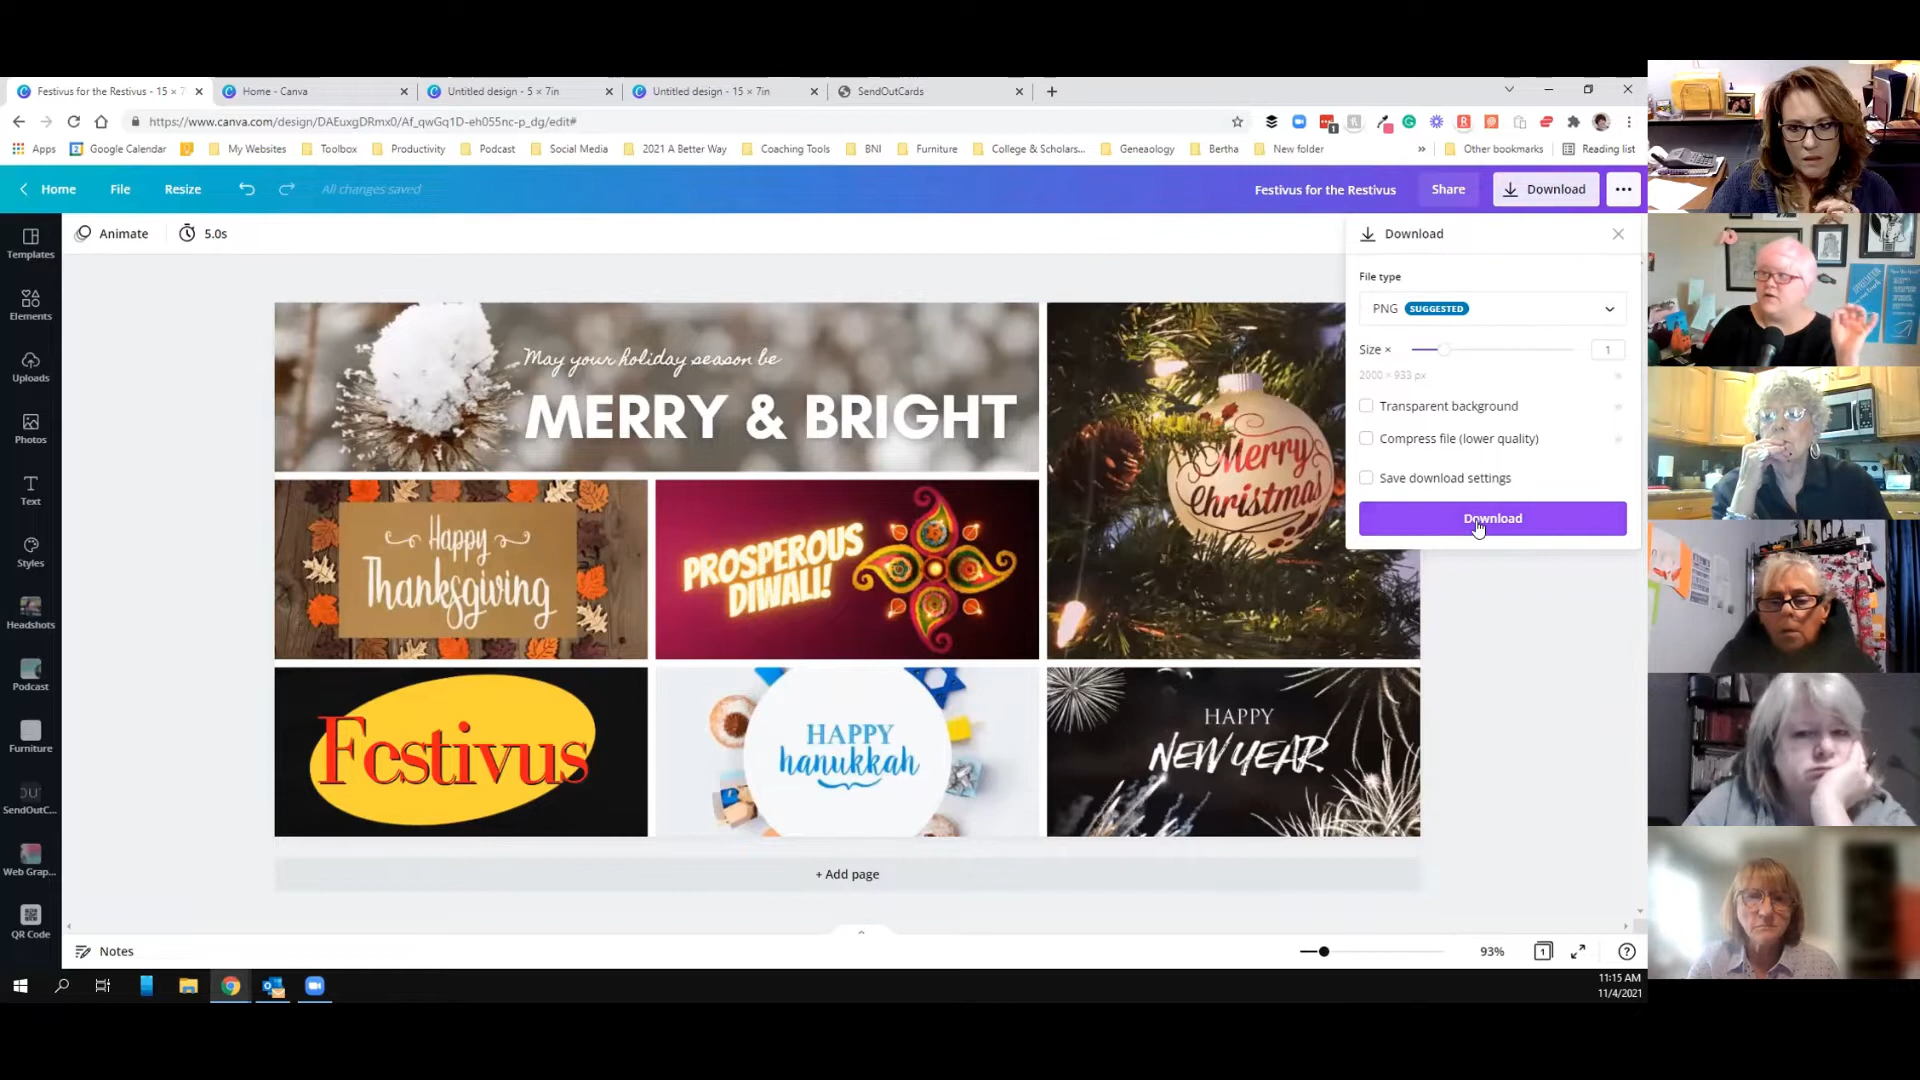 Festivus for the Restivus - 15 × 7
Home - Canva
Untitled design - 5 × 7in
Untitled design - 15 × 7in
SendOutCards
https://www.canva.com/design/DAEuxgDRmx0/Af_qwGq1D-eh055nc-p_dg/edit#
Apps
Google Calendar
My Websites
Toolbox
Productivity
Podcast
Social Media
2021 A Better Way
Coaching Tools
BNI
Furniture
College & Scholars...
Geneaology
Bertha
New folder
»
Other bookmarks
Reading list
Home
File
Resize
All changes saved
Festivus for the Restivus
Share
Download
Animate
5.0s
Templates
Elements
Uploads
Photos
Text
Styles
Headshots
Podcast
Furniture
SendOutC...
Web Grap...
QR Code
Download
File type
PNG SUGGESTED
Size ×
1
2000 × 933 px
Transparent background
Compress file (lower quality)
Save download settings
Download
May your holiday season be
MERRY & BRIGHT
Merry
Christmas
Happy
Thanksgiving
PROSPEROUS
DIWALI!
Festivus
HAPPY
hanukkah
HAPPY
NEW YEAR
+ Add page
Notes
93%
1
11:15 AM
11/4/2021